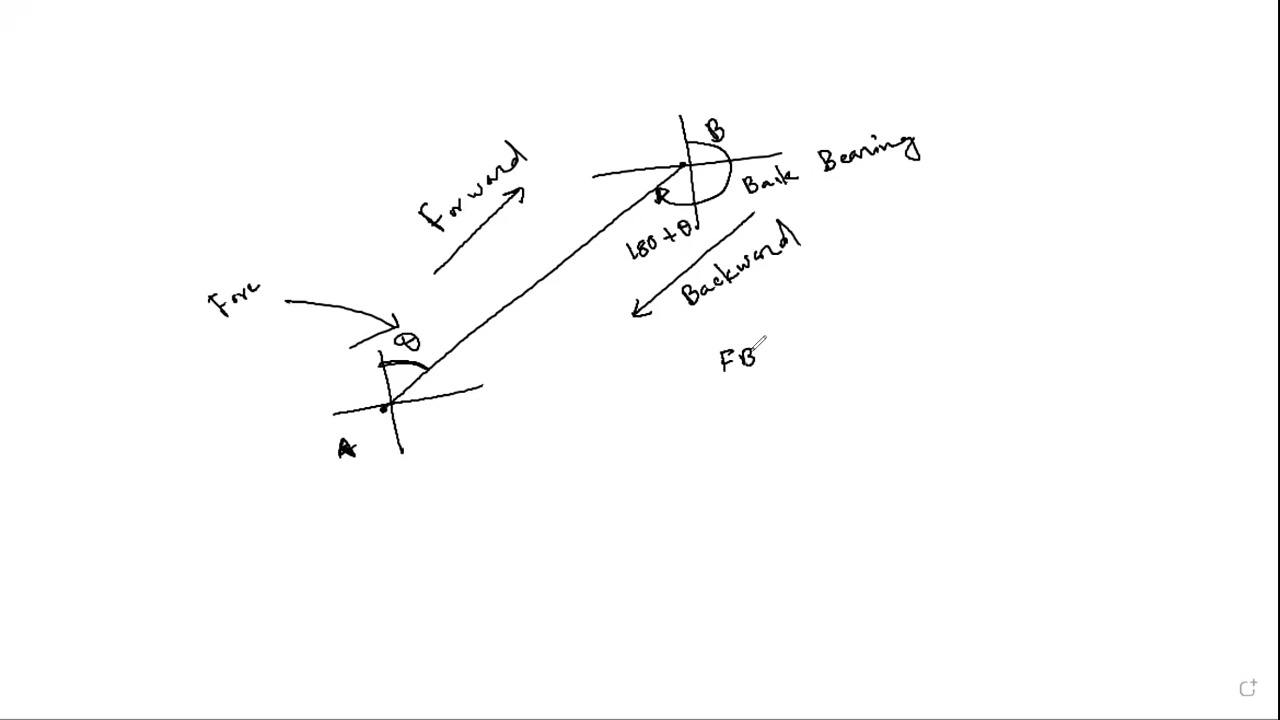 B
Forward
Back Bearing
180+θ
Backward
Fore
θ
FB
A